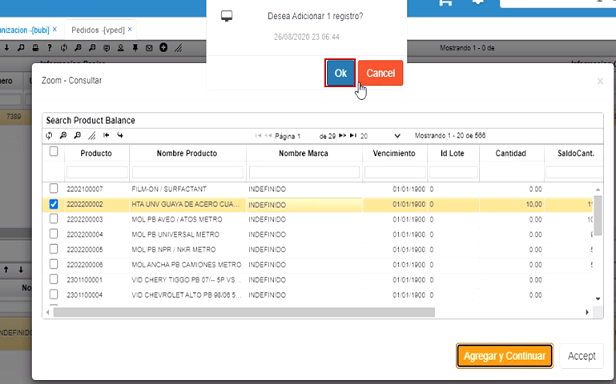 Desea Adicionar 1 registro?
26/08/2020 23:06:44
Ok Cancel
nizacion -[bubi] × Pedidos -[vped] ×
Mostrando 1 - 0 de
Zoom - Consultar x
7389
Search Product Balance
Página 1 de 29 20 Mostrando 1 - 20 de 566
Producto Nombre Producto Nombre Marca Vencimiento Id Lote Cantidad SaldoCant.
2202100007 FILM-ON / SURFACTANT INDEFINIDO 01/01/1900 0 0.00
2202200002 HTA UNV GUAYA DE ACERO CUA... INDEFINIDO 01/01/1900 0 10,00
2202200003 MOL PB AVEO / ATOS METRO INDEFINIDO 01/01/1900 0 0.00
2202200004 MOL PB UNIVERSAL METRO INDEFINIDO 01/01/1900 0 0.00
2202200005 MOL PB NPR / NKR METRO INDEFINIDO 01/01/1900 0 0.00
2202200006 MOL ANCHA PB CAMIONES METRO INDEFINIDO 01/01/1900 0 0.00
2301100001 VID CHERY TIGGO PB 07/-- 5P VS... INDEFINIDO 01/01/1900 0 0.00
2301100004 VID CHEVROLET ALTO PB 98/06 5... INDEFINIDO 01/01/1900 0 0.00
INDEFINIDO
Agregar y Continuar Accept